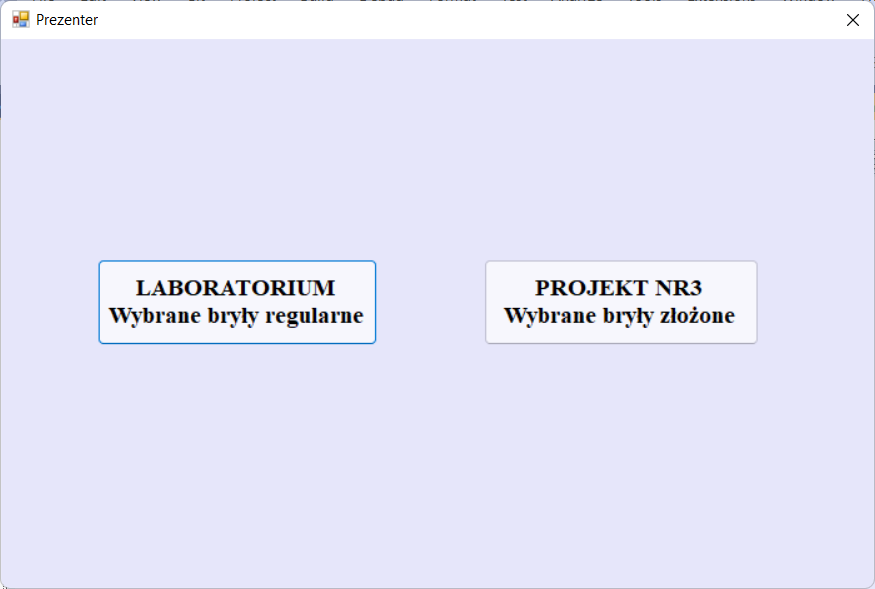 Prezenter
LABORATORIUM
Wybrane bryły regularne
PROJEKT NR3
Wybrane bryły złożone